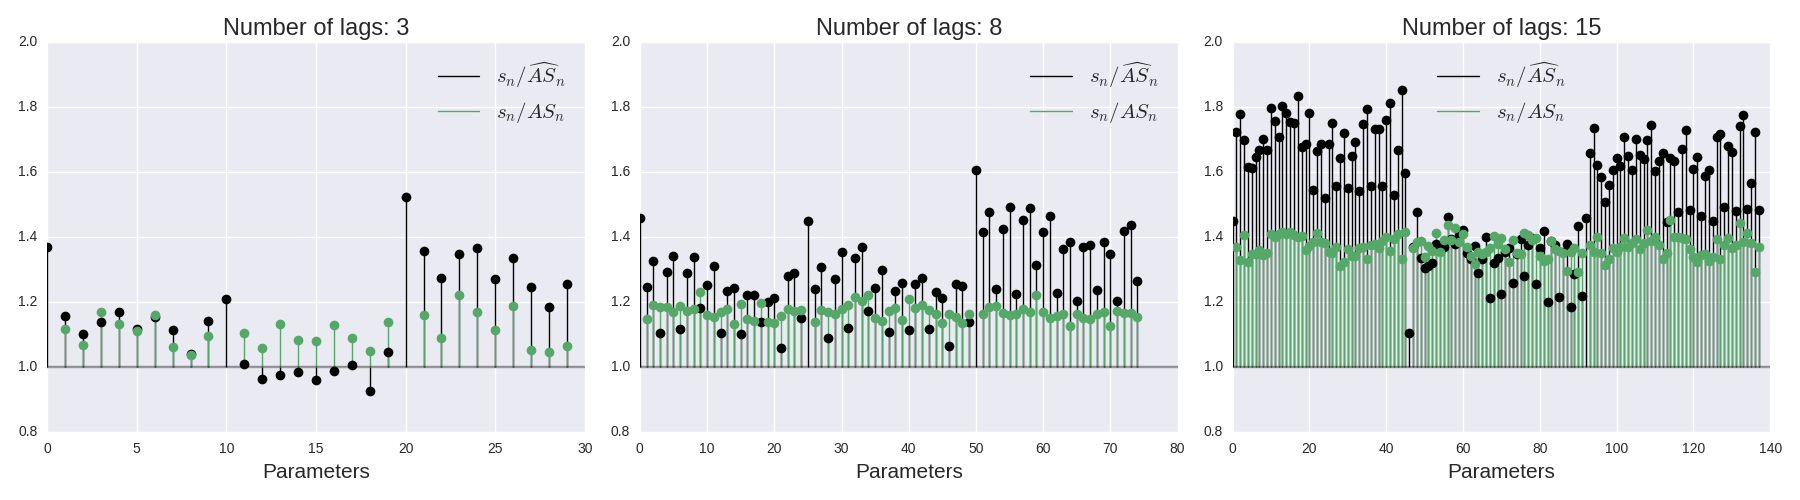 Number of lags: 3
2.0
1.8
1.6
1.4
1.2
1.0
0.8
s_n / \widehat{AS}_n
s_n / AS_n
0 5 10 15 20 25 30
Parameters
Number of lags: 8
2.0
1.8
1.6
1.4
1.2
1.0
0.8
s_n / \widehat{AS}_n
s_n / AS_n
0 10 20 30 40 50 60 70 80
Parameters
Number of lags: 15
2.0
1.8
1.6
1.4
1.2
1.0
0.8
s_n / \widehat{AS}_n
s_n / AS_n
0 20 40 60 80 100 120 140
Parameters